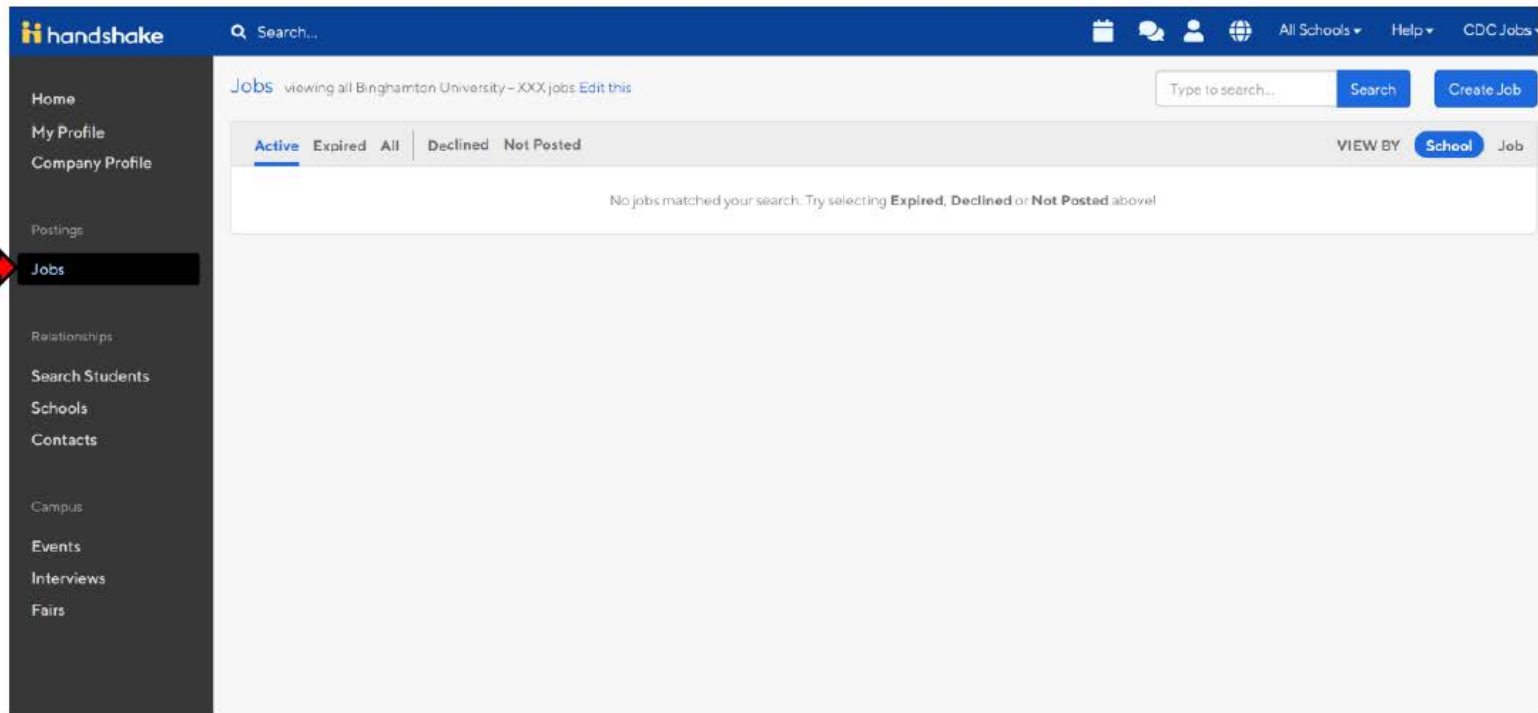 handshake
Search...
All Schools
Help
CDC Jobs
Home
My Profile
Company Profile
Postings
Jobs
Relationships
Search Students
Schools
Contacts
Campus
Events
Interviews
Fairs
Jobs viewing all Binghamton University – XXX jobs Edit this
Type to search...
Search
Create Job
Active Expired All Declined Not Posted
VIEW BY School Job
No jobs matched your search. Try selecting Expired, Declined or Not Posted above!